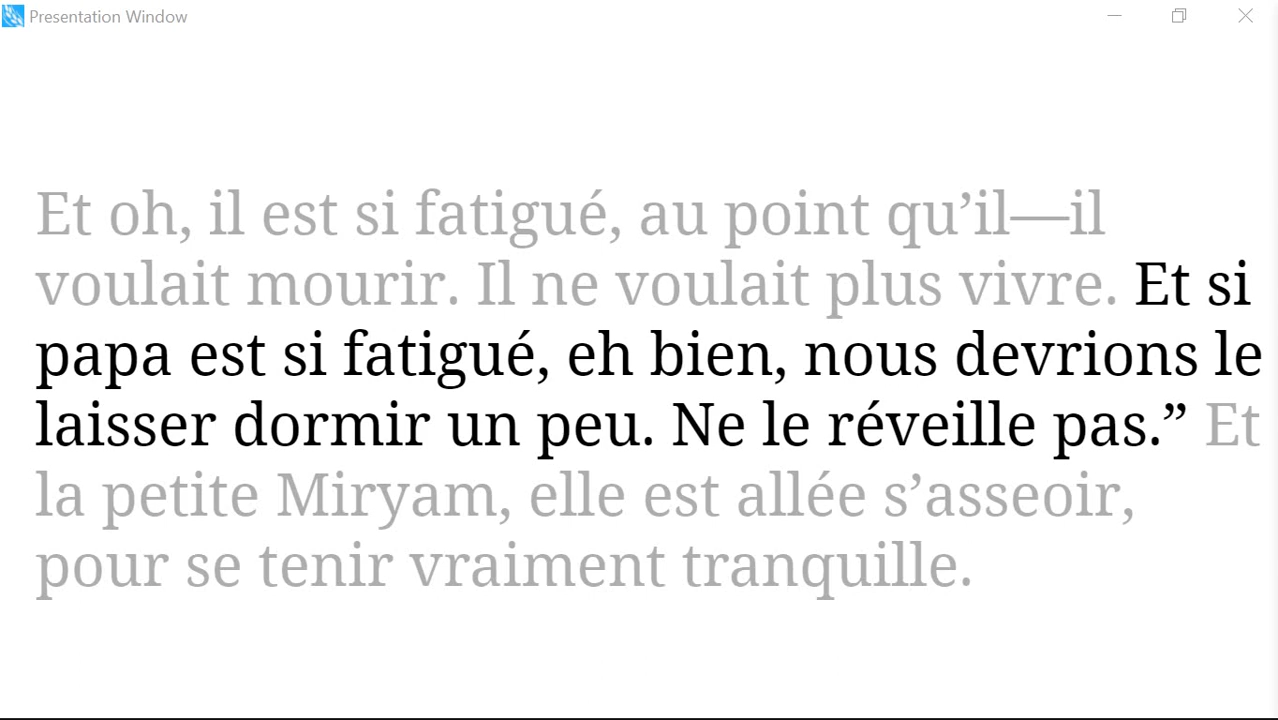 Presentation Window
Et oh, il est si fatigué, au point qu’il—il
voulait mourir. Il ne voulait plus vivre. Et si
papa est si fatigué, eh bien, nous devrions le
laisser dormir un peu. Ne le réveille pas.” Et
la petite Miryam, elle est allée s’asseoir,
pour se tenir vraiment tranquille.